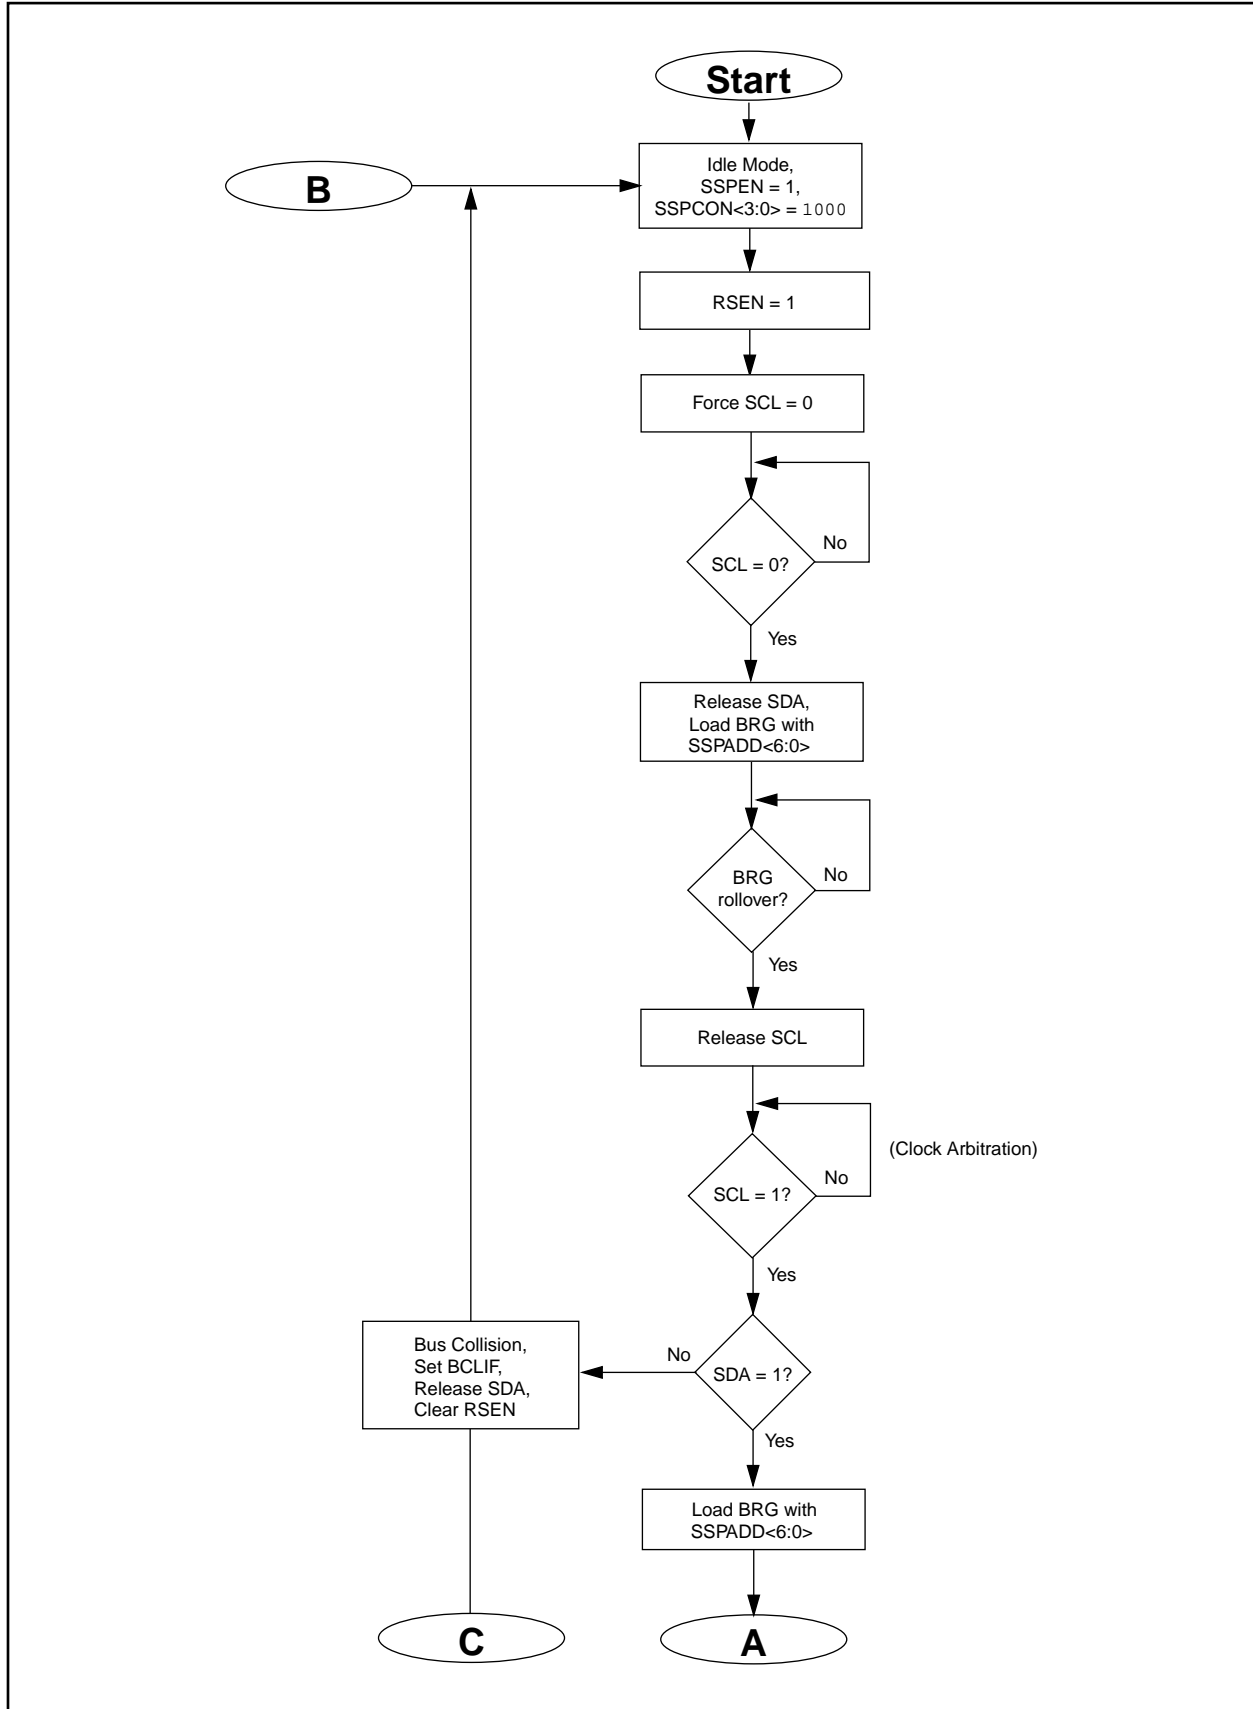 Start
Idle Mode,
SSPEN = 1,
SSPCON<3:0> = 1000
B
RSEN = 1
Force SCL = 0
No
SCL = 0?
Yes
Release SDA,
Load BRG with
SSPADD<6:0>
BRG
No
rollover?
Yes
Release SCL
(Clock Arbitration)
No
SCL = 1?
Yes
Bus Collision,
Set BCLIF,
Release SDA,
Clear RSEN
No
SDA = 1?
Yes
Load BRG with
SSPADD<6:0>
C
A